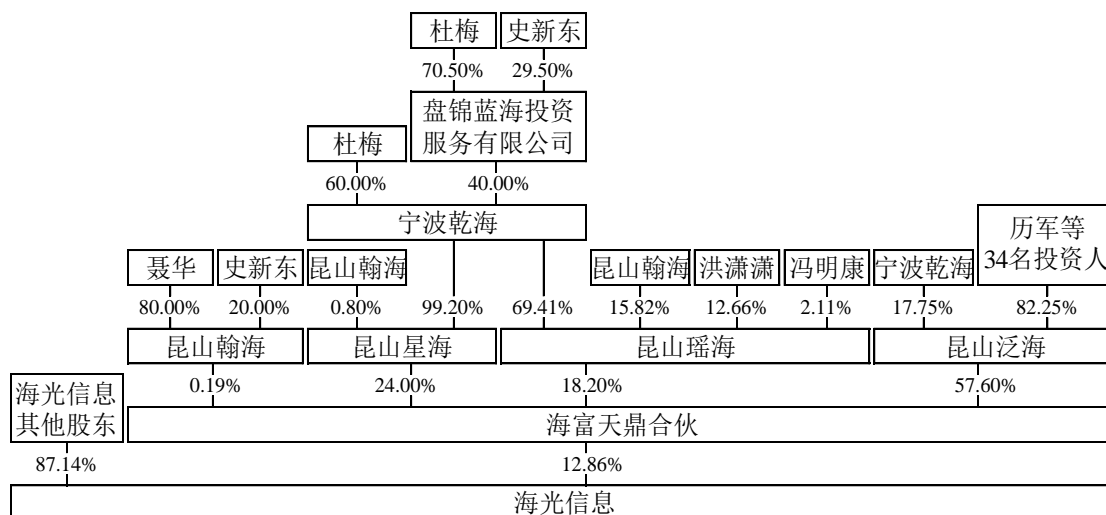 杜梅
史新东
70.50%
29.50%
盘锦蓝海投资
服务有限公司
杜梅
60.00%
40.00%
宁波乾海
历军等
34名投资人
聂华
史新东
昆山翰海
昆山翰海
洪潇潇
冯明康
宁波乾海
80.00%
20.00%
0.80%
99.20%
69.41%
15.82%
12.66%
2.11%
17.75%
82.25%
昆山翰海
昆山星海
昆山瑶海
昆山泛海
0.19%
24.00%
18.20%
57.60%
海光信息
其他股东
海富天鼎合伙
87.14%
12.86%
海光信息